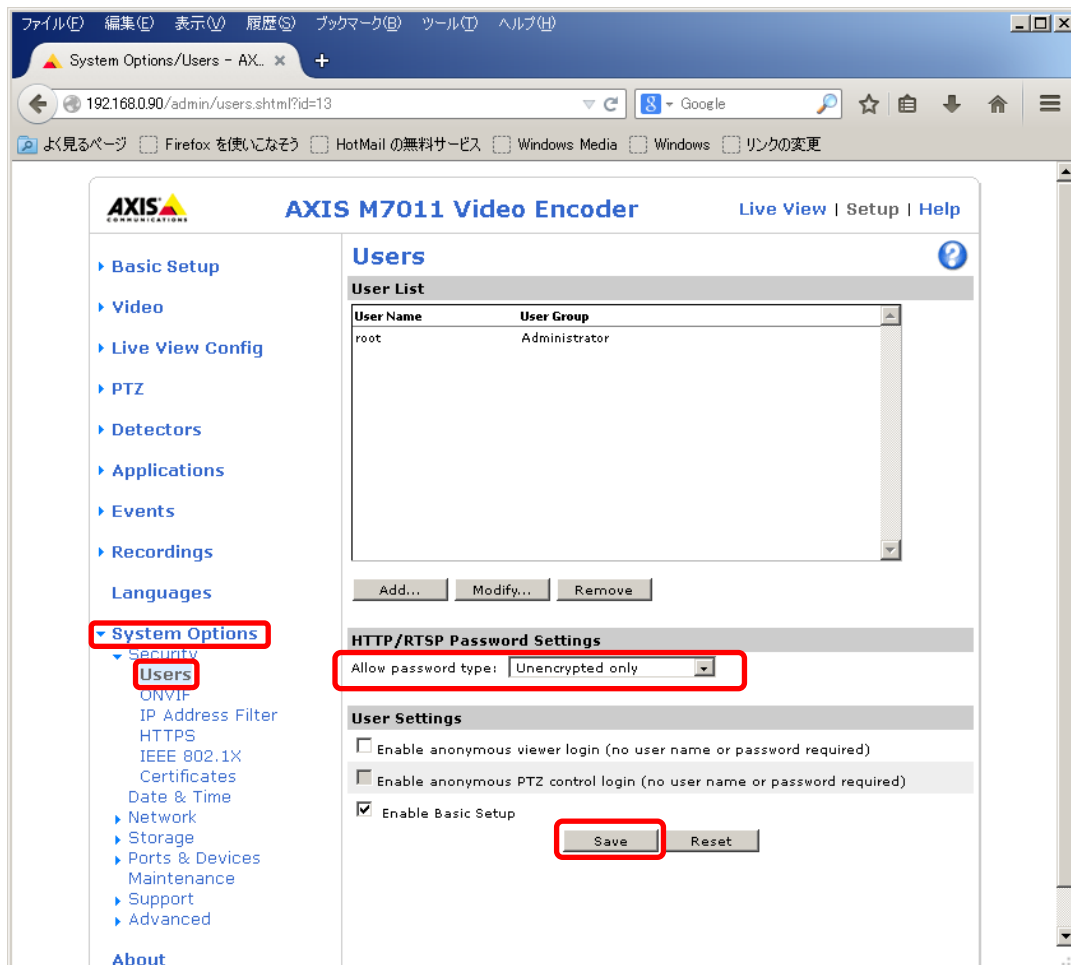 ファイル(F) 編集(E) 表示(V) 履歴(S) ブックマーク(B) ツール(T) ヘルプ(H)
System Options/Users - AX...
192.168.0.90/admin/users.shtml?id=13
Google
よく見るページ Firefox を使いこなそう HotMail の無料サービス Windows Media Windows リンクの変更
AXIS COMMUNICATIONS
AXIS M7011 Video Encoder
Live View | Setup | Help
Basic Setup
Video
Live View Config
PTZ
Detectors
Applications
Events
Recordings
Languages
System Options
Security
Users
ONVIF
IP Address Filter
HTTPS
IEEE 802.1X
Certificates
Date & Time
Network
Storage
Ports & Devices
Maintenance
Support
Advanced
About
Users
User List
User Name User Group
root Administrator
Add... Modify... Remove
HTTP/RTSP Password Settings
Allow password type: Unencrypted only
User Settings
Enable anonymous viewer login (no user name or password required)
Enable anonymous PTZ control login (no user name or password required)
Enable Basic Setup
Save Reset